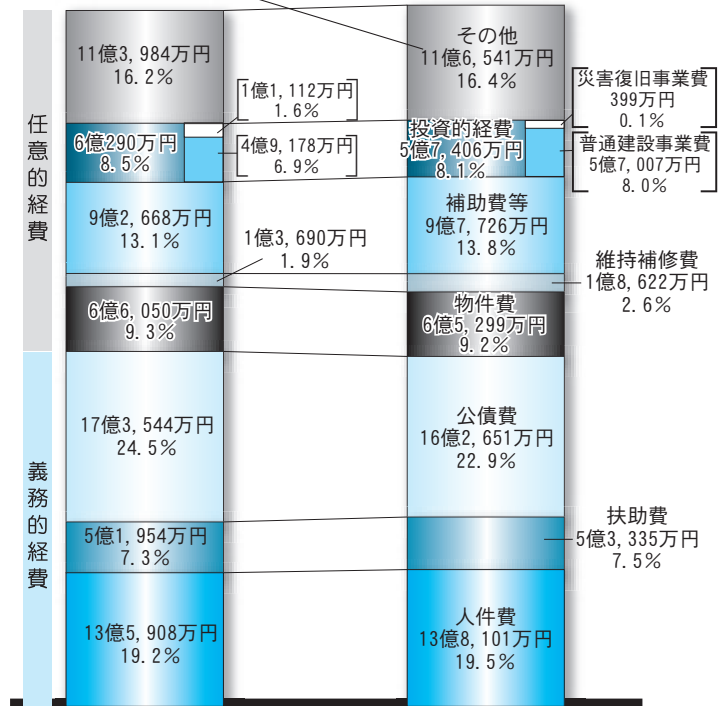 任意的経費
義務的経費
11億3,984万円
16.2%
6億290万円
8.5%
1億1,112万円
1.6%
4億9,178万円
6.9%
9億2,668万円
13.1%
1億3,690万円
1.9%
6億6,050万円
9.3%
17億3,544万円
24.5%
5億1,954万円
7.3%
13億5,908万円
19.2%
その他
11億6,541万円
16.4%
投資的経費
5億7,406万円
8.1%
災害復旧事業費
399万円
0.1%
普通建設事業費
5億7,007万円
8.0%
補助費等
9億7,726万円
13.8%
維持補修費
1億8,622万円
2.6%
物件費
6億5,299万円
9.2%
公債費
16億2,651万円
22.9%
扶助費
5億3,335万円
7.5%
人件費
13億8,101万円
19.5%